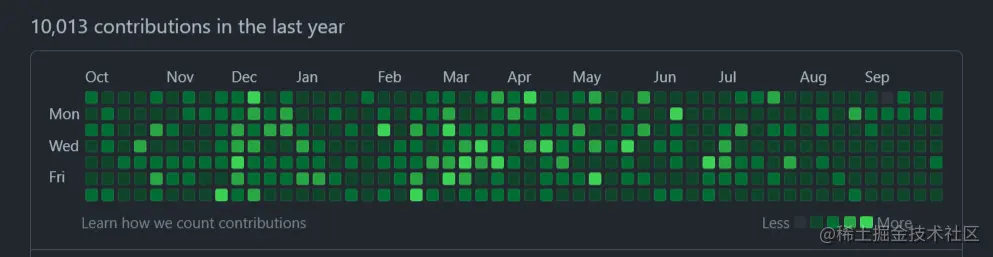 10,013 contributions in the last year
Oct Nov Dec Jan Feb Mar Apr May Jun Jul Aug Sep
Mon
Wed
Fri
Learn how we count contributions Less More
@稀土掘金技术社区